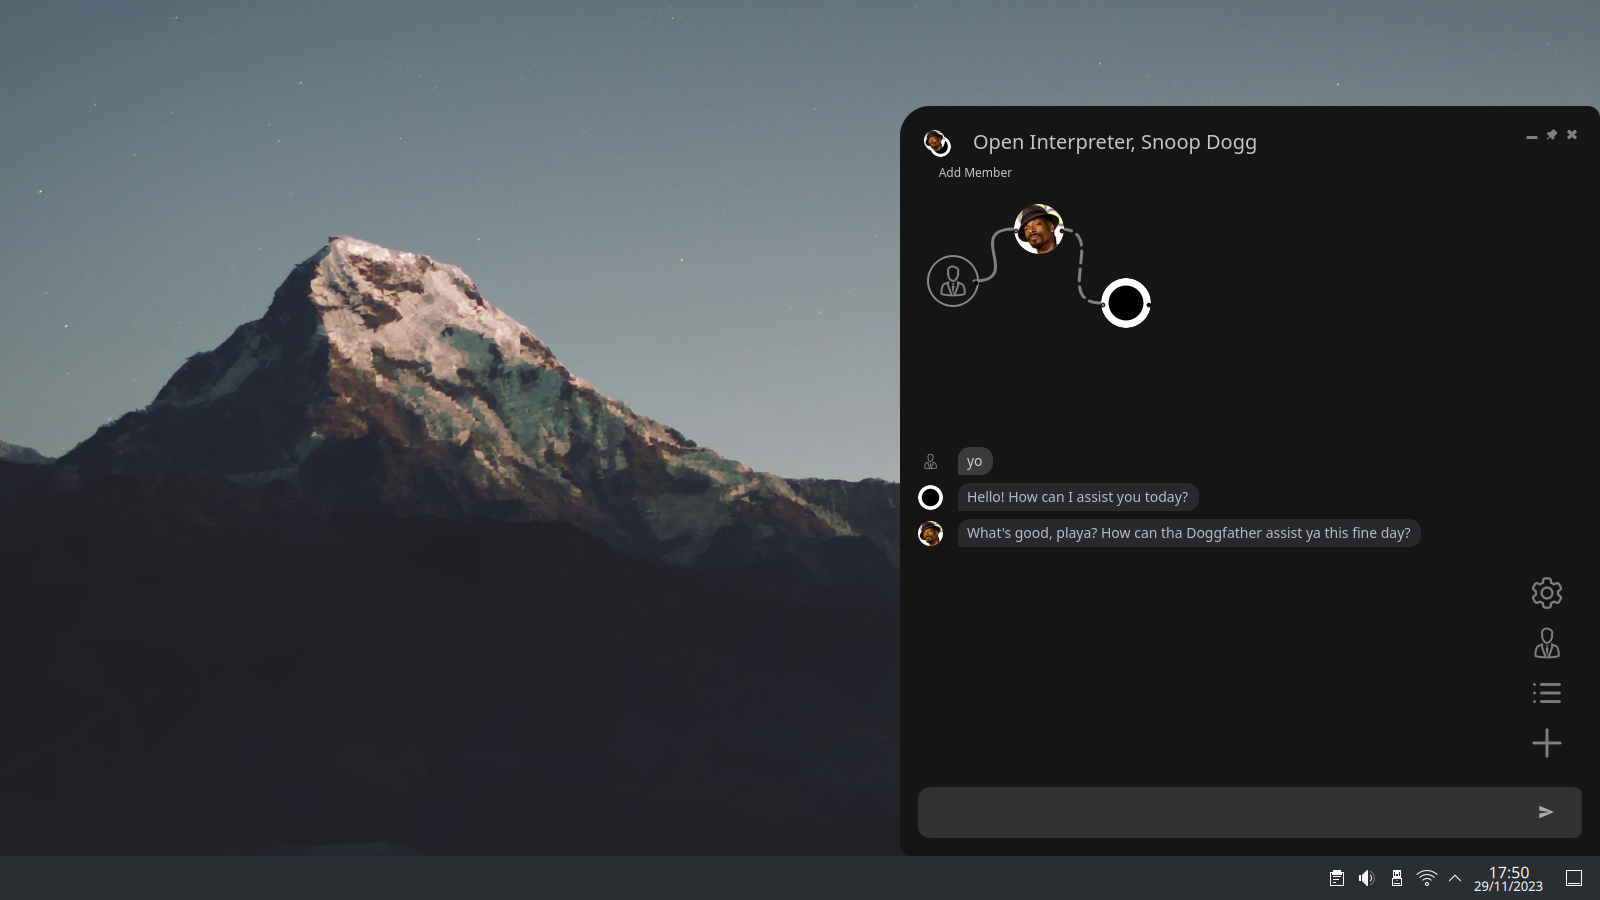 Open Interpreter, Snoop Dogg
Add Member
yo
Hello! How can I assist you today?
What's good, playa? How can tha Doggfather assist ya this fine day?
17:50
29/11/2023